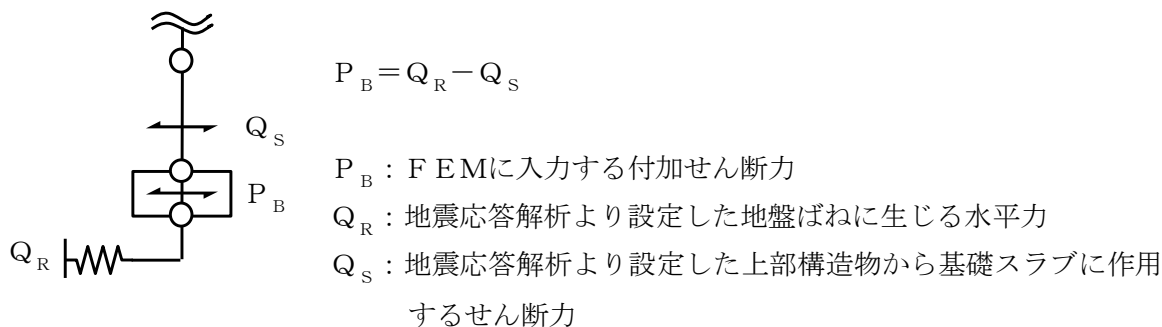 P_B=Q_R-Q_S
Q_S
P_B
Q_R
P_B:FEMに入力する付加せん断力
Q_R:地震応答解析より設定した地盤ばねに生じる水平力
Q_S:地震応答解析より設定した上部構造物から基礎スラブに作用
するせん断力